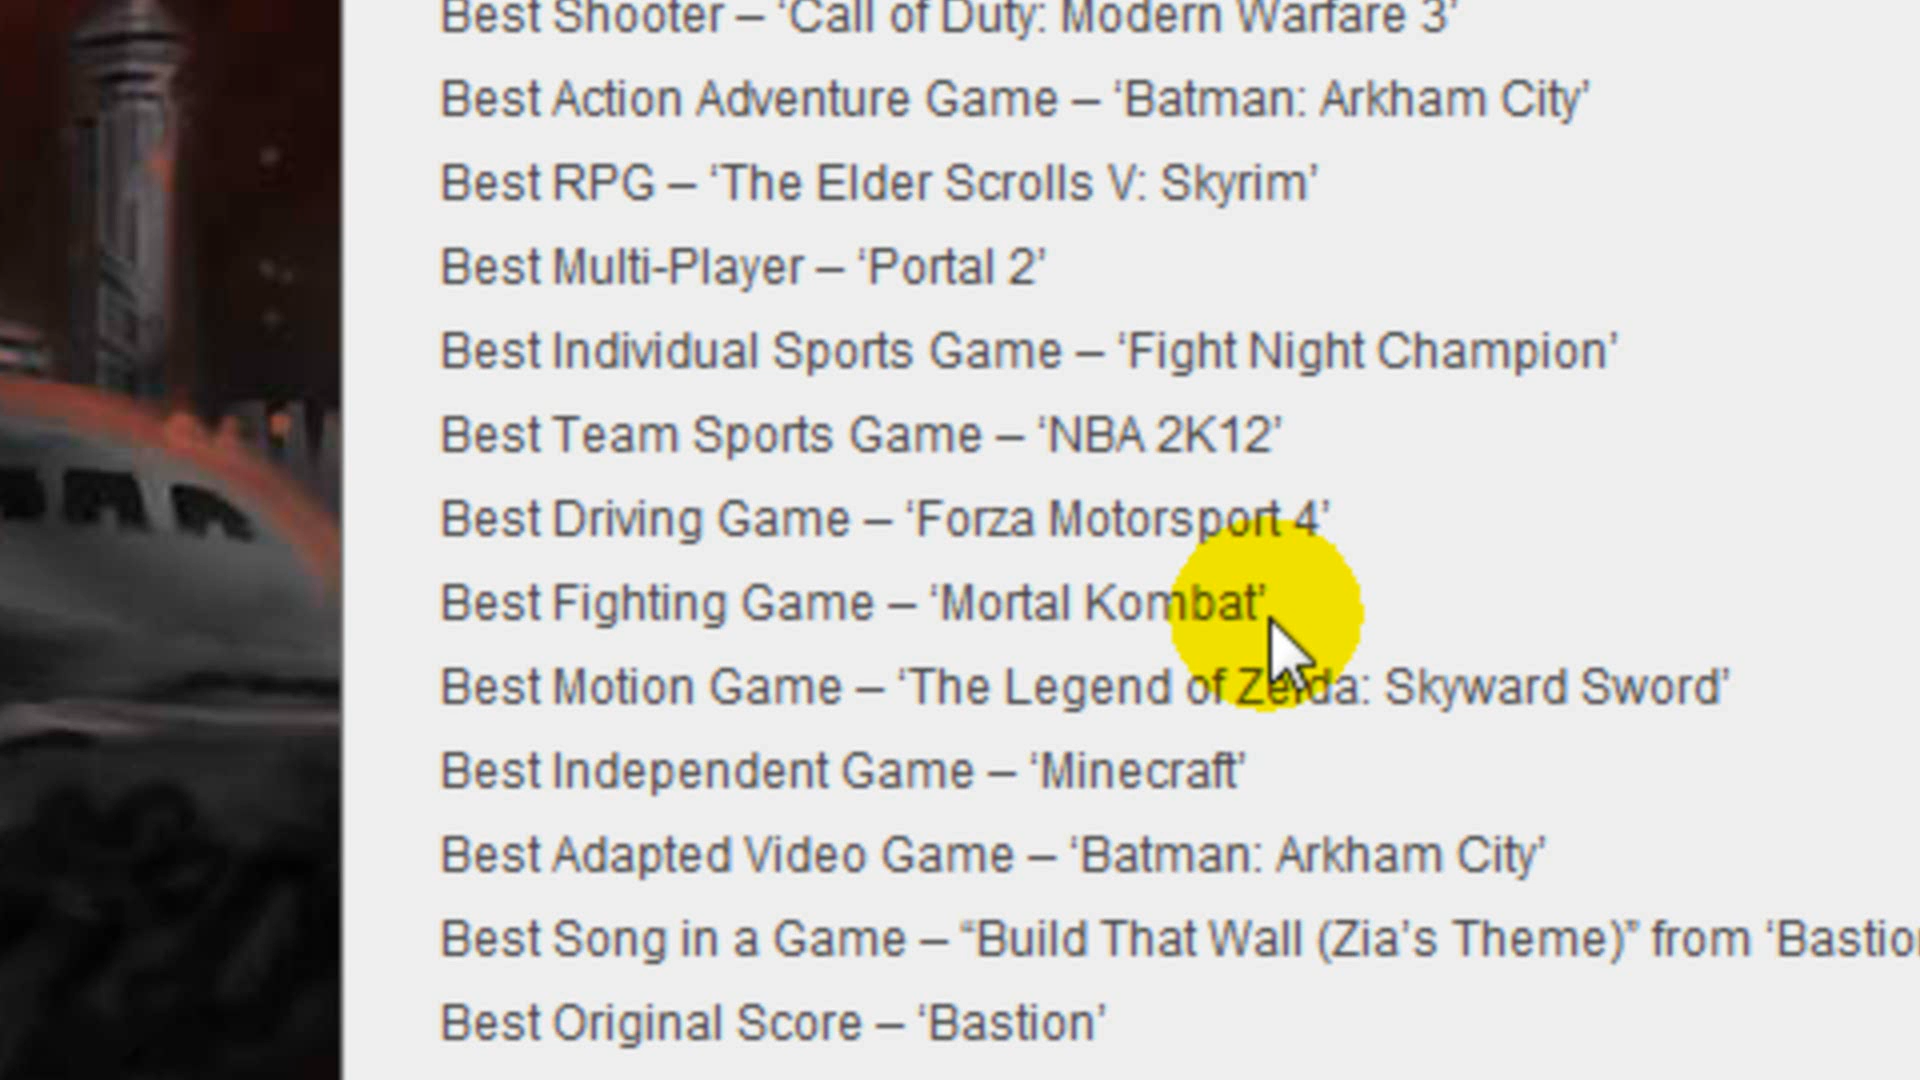 Best Shooter – ‘Call of Duty: Modern Warfare 3’
Best Action Adventure Game – ‘Batman: Arkham City’
Best RPG – ‘The Elder Scrolls V: Skyrim’
Best Multi-Player – ‘Portal 2’
Best Individual Sports Game – ‘Fight Night Champion’
Best Team Sports Game – ‘NBA 2K12’
Best Driving Game – ‘Forza Motorsport 4’
Best Fighting Game – ‘Mortal Kombat’
Best Motion Game – ‘The Legend of Zelda: Skyward Sword’
Best Independent Game – ‘Minecraft’
Best Adapted Video Game – ‘Batman: Arkham City’
Best Song in a Game – “Build That Wall (Zia’s Theme)” from ‘Bastion
Best Original Score – ‘Bastion’